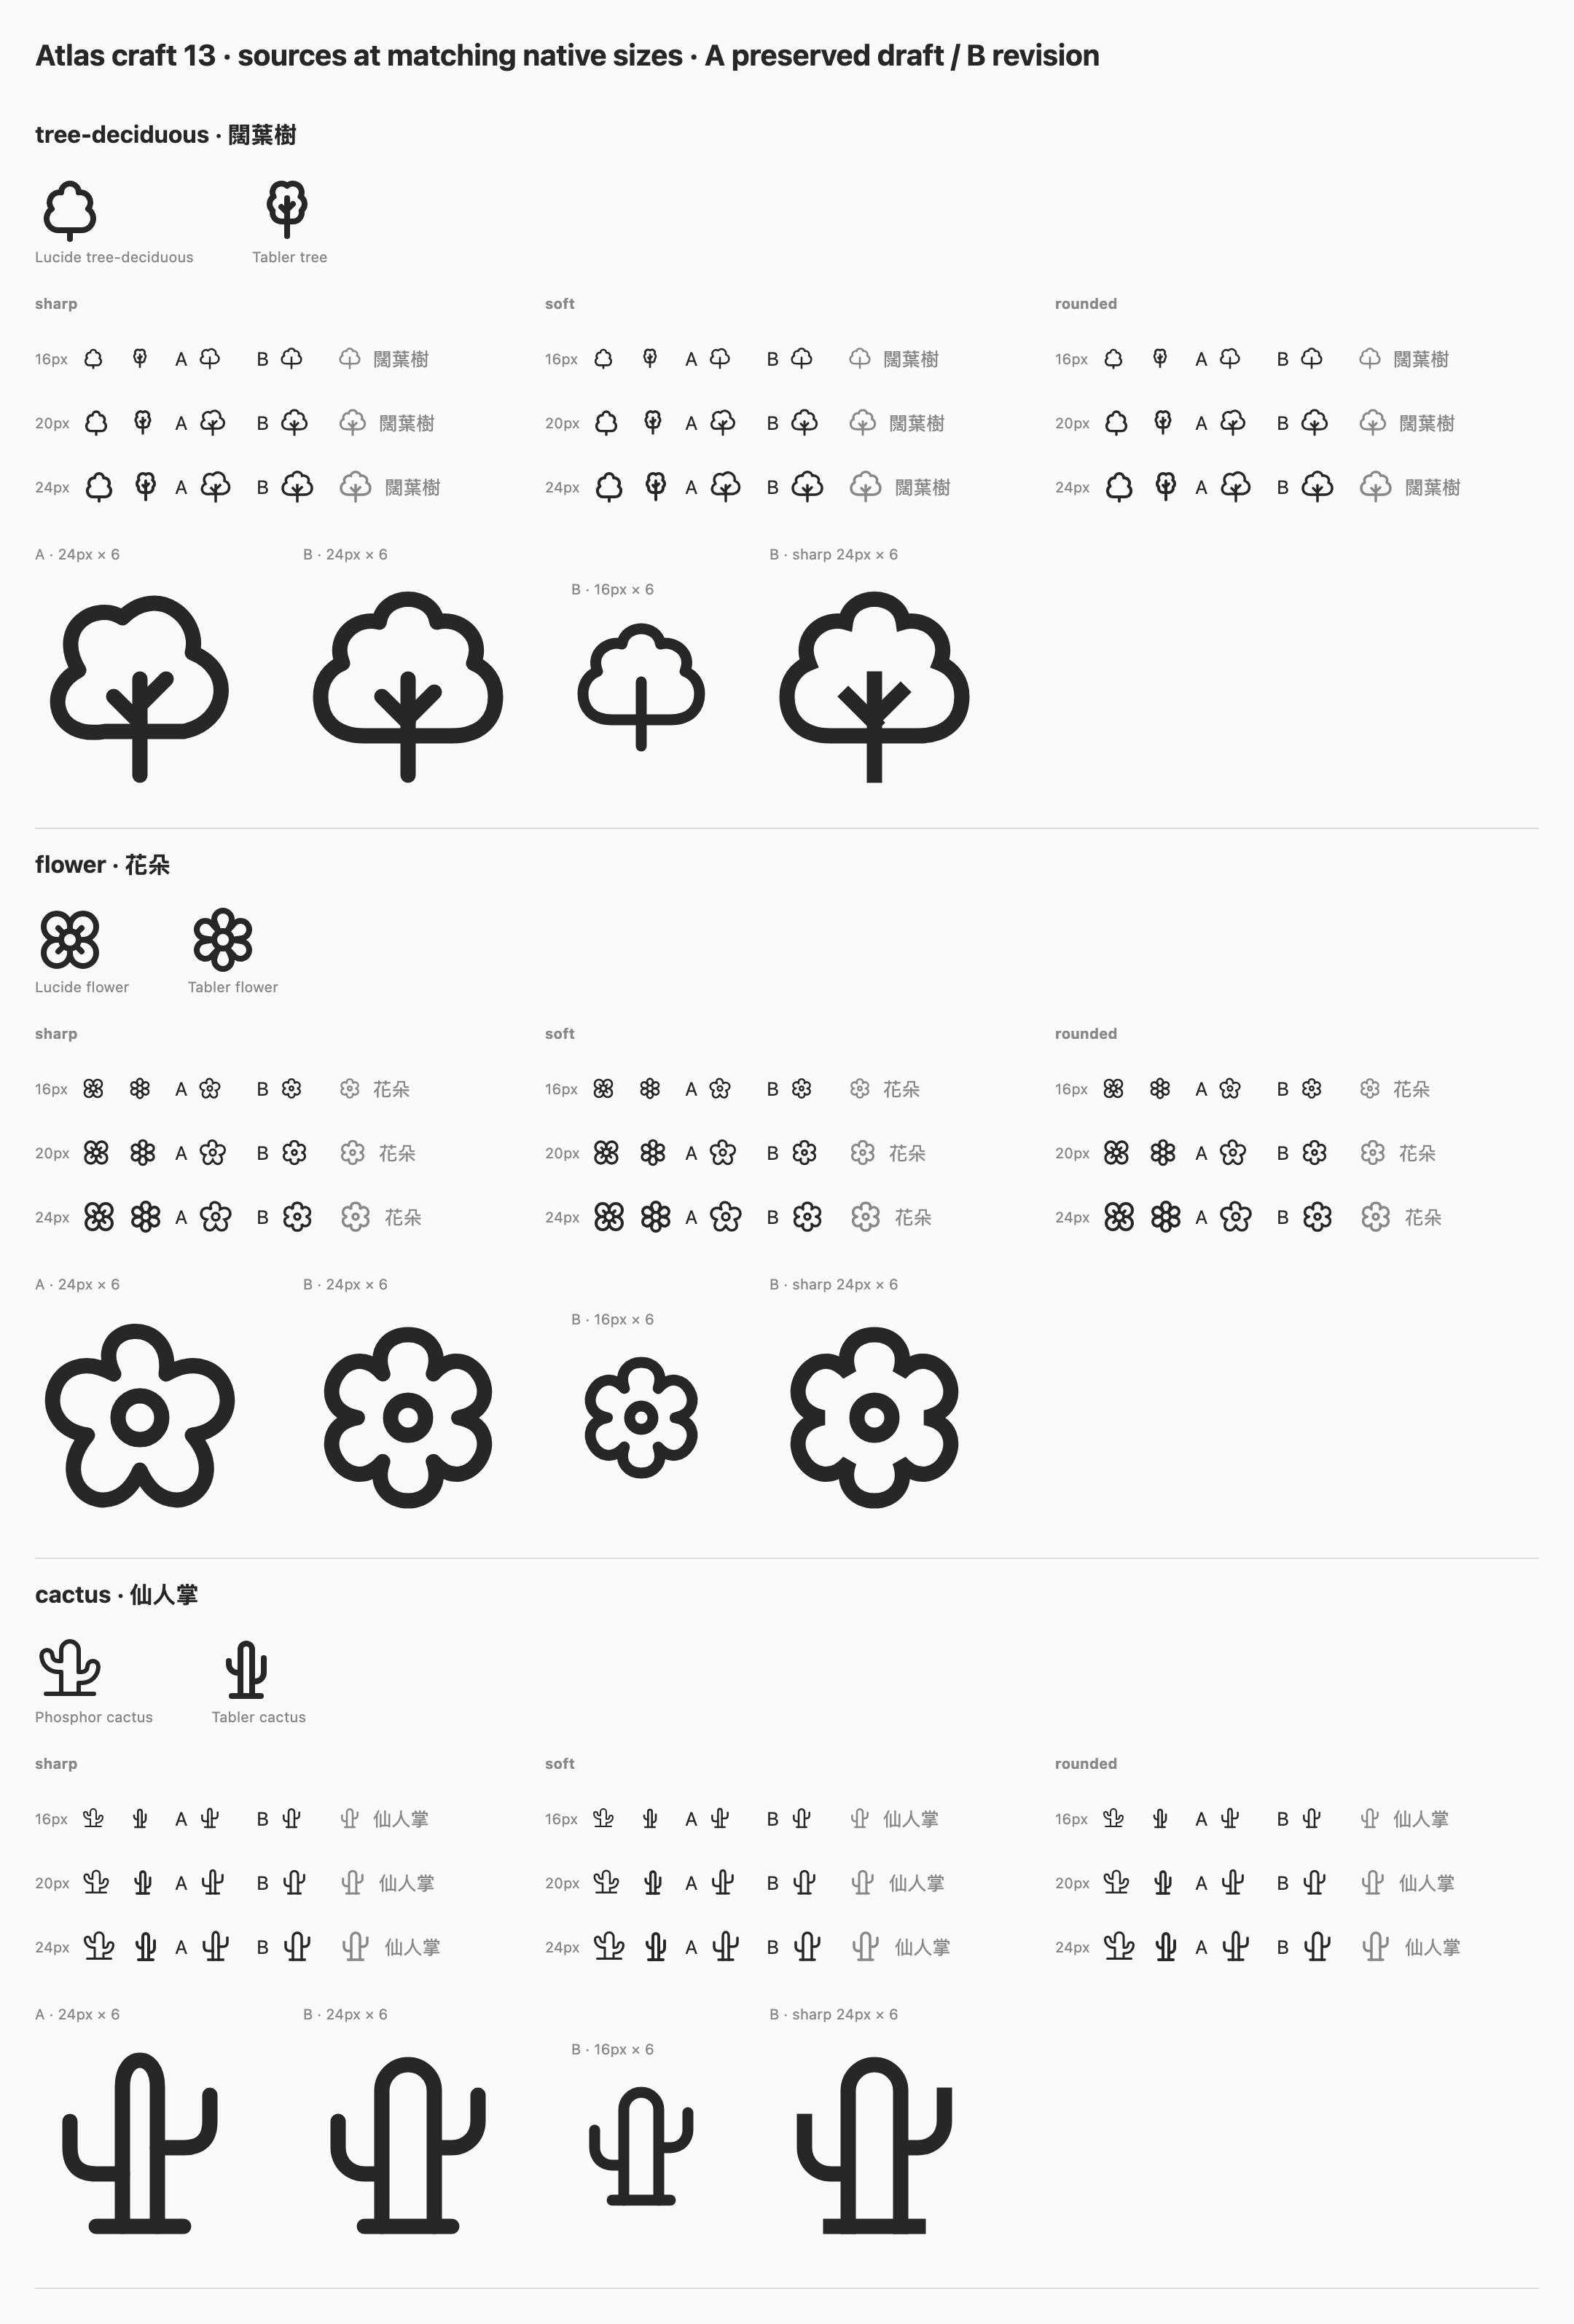 Atlas craft 13 · sources at matching native sizes · A preserved draft / B revision
tree-deciduous · 闊葉樹
Lucide tree-deciduous Tabler tree
sharp soft rounded
16px A B 闊葉樹 16px A B 闊葉樹 16px A B 闊葉樹
20px A B 闊葉樹 20px A B 闊葉樹 20px A B 闊葉樹
24px A B 闊葉樹 24px A B 闊葉樹 24px A B 闊葉樹
A · 24px × 6 B · 24px × 6 B · sharp 24px × 6
B · 16px × 6
flower · 花朵
Lucide flower Tabler flower
sharp soft rounded
16px A B 花朵 16px A B 花朵 16px A B 花朵
20px A B 花朵 20px A B 花朵 20px A B 花朵
24px A B 花朵 24px A B 花朵 24px A B 花朵
A · 24px × 6 B · 24px × 6 B · sharp 24px × 6
B · 16px × 6
cactus · 仙人掌
Phosphor cactus Tabler cactus
sharp soft rounded
16px A B 仙人掌 16px A B 仙人掌 16px A B 仙人掌
20px A B 仙人掌 20px A B 仙人掌 20px A B 仙人掌
24px A B 仙人掌 24px A B 仙人掌 24px A B 仙人掌
A · 24px × 6 B · 24px × 6 B · sharp 24px × 6
B · 16px × 6